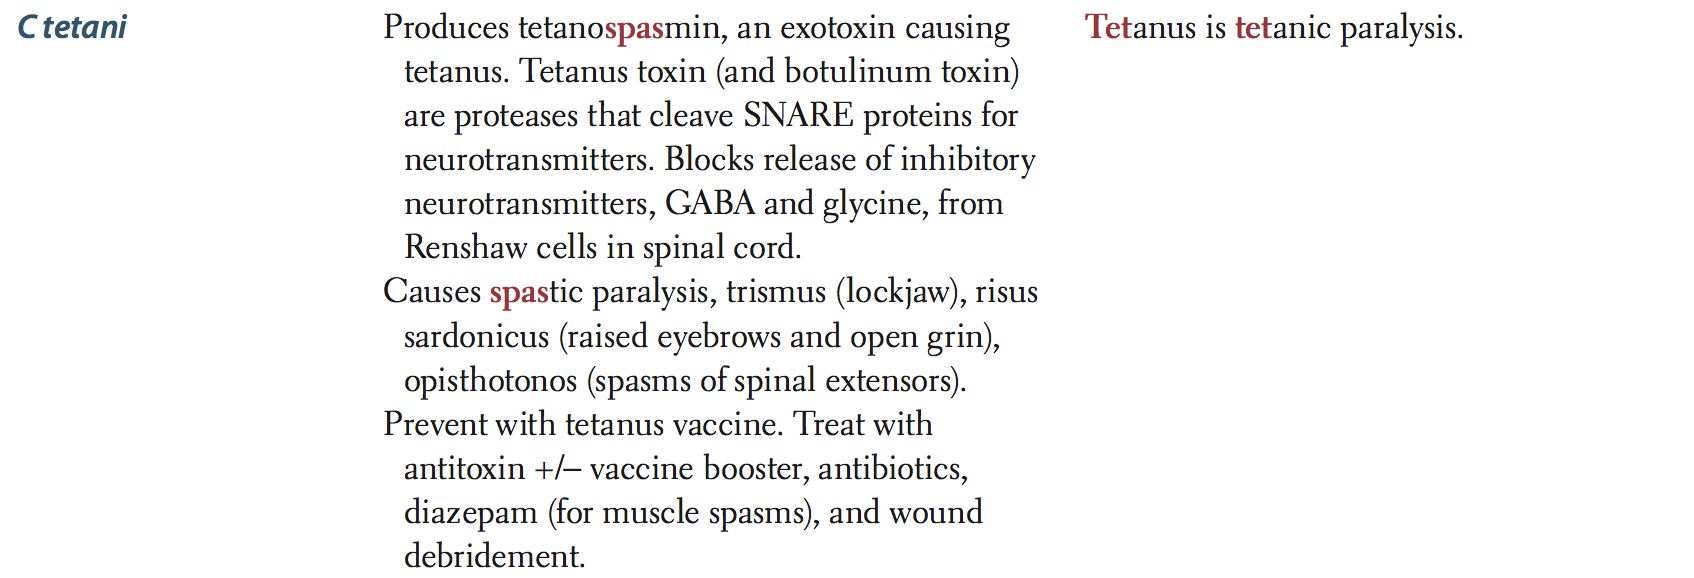 C tetani
Produces tetanospasmin, an exotoxin causing
tetanus. Tetanus toxin (and botulinum toxin)
are proteases that cleave SNARE proteins for
neurotransmitters. Blocks release of inhibitory
neurotransmitters, GABA and glycine, from
Renshaw cells in spinal cord.
Causes spastic paralysis, trismus (lockjaw), risus
sardonicus (raised eyebrows and open grin),
opisthotonos (spasms of spinal extensors).
Prevent with tetanus vaccine. Treat with
antitoxin +/− vaccine booster, antibiotics,
diazepam (for muscle spasms), and wound
debridement.
Tetanus is tetanic paralysis.